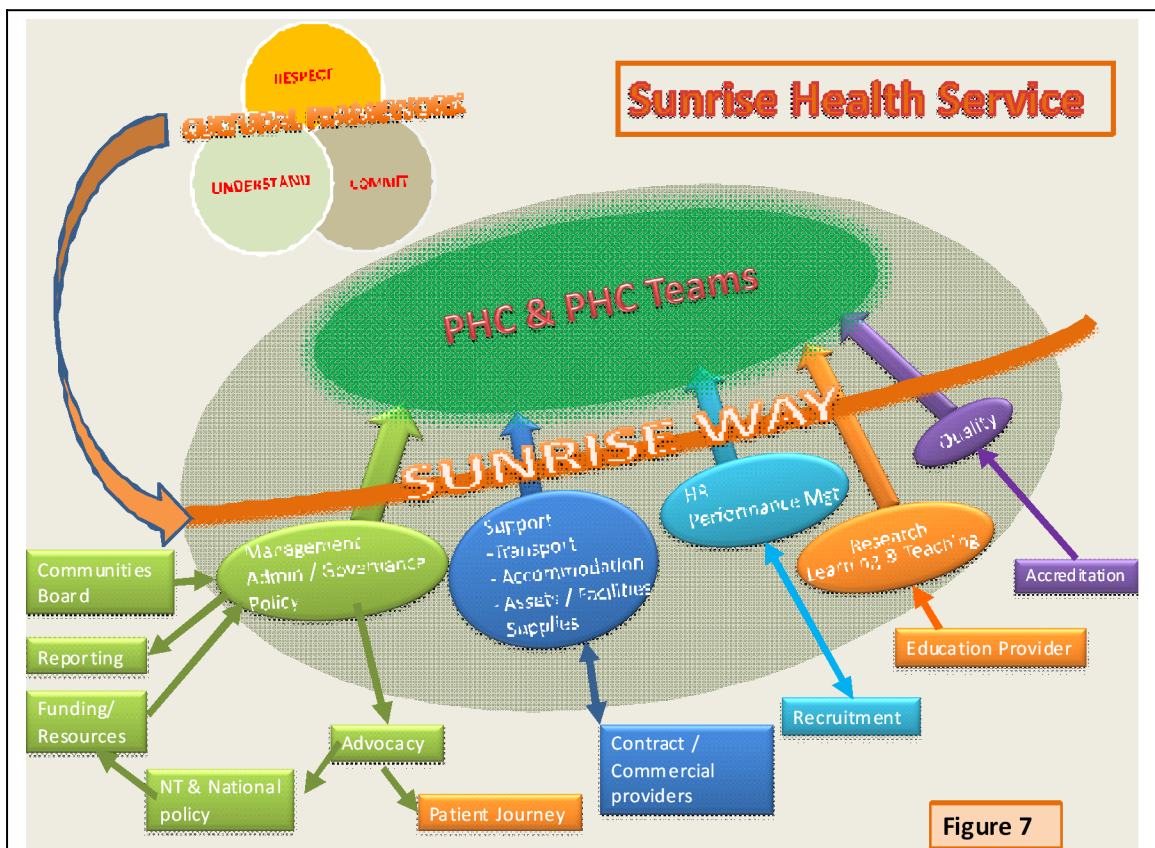 RESPECT
CULTURAL FRAMEWORK
UNDERSTAND
COMMIT
Sunrise Health Service
PHC & PHC Teams
SUNRISE WAY
Quality
HR
Performance Mgt
Research
Learning & Teaching
Support
-Transport
- Accommodation
- Assets / Facilities
Supplies
Management
Admin / Governance
Policy
Communities
Board
Reporting
Funding/
Resources
NT & National
policy
Advocacy
Patient Journey
Contract /
Commercial
providers
Recruitment
Education Provider
Accreditation
Figure 7